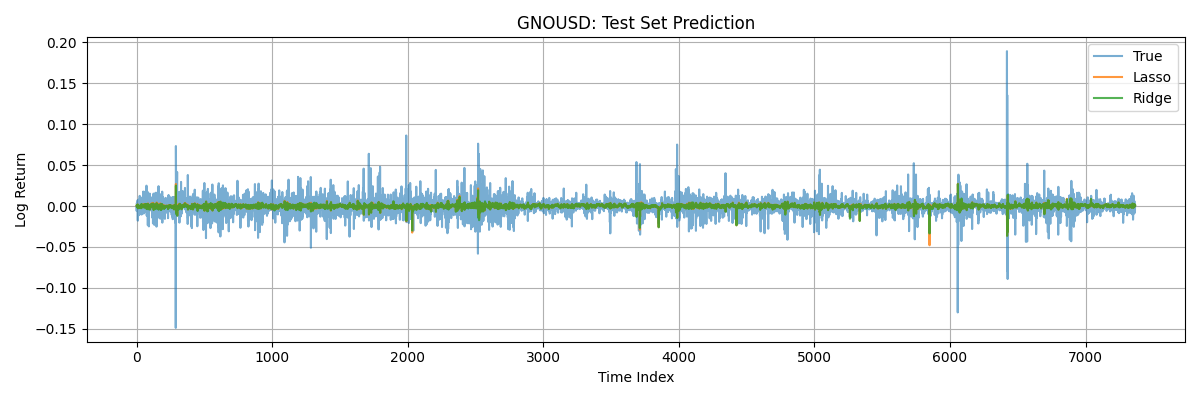 GNOUSD: Test Set Prediction
Log Return
0.20
0.15
0.10
0.05
0.00
−0.05
−0.10
−0.15
True
Lasso
Ridge
0 1000 2000 3000 4000 5000 6000 7000
Time Index